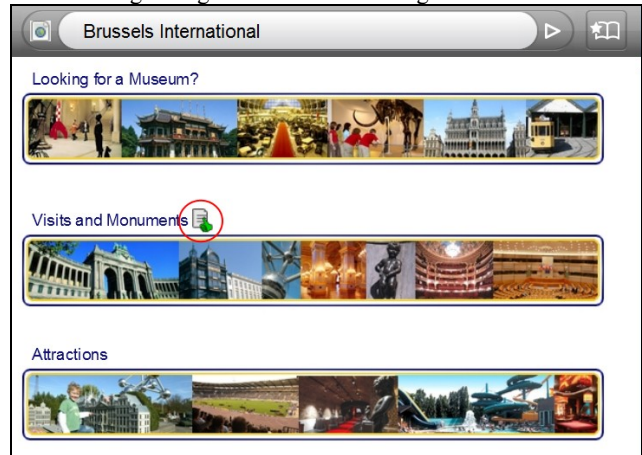 Brussels International
Looking for a Museum?
Visits and Monuments
Attractions